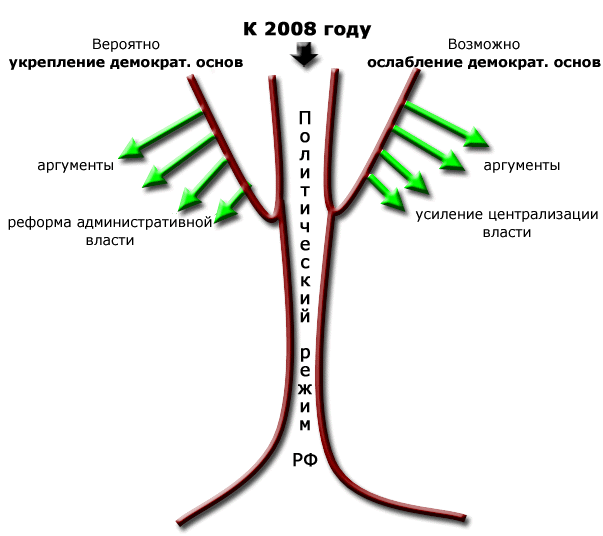 К 2008 году
Вероятно
укрепление демократ. основ
Возможно
ослабление демократ. основ
аргументы
реформа административной
власти
Политический режим РФ
аргументы
усиление централизации
власти